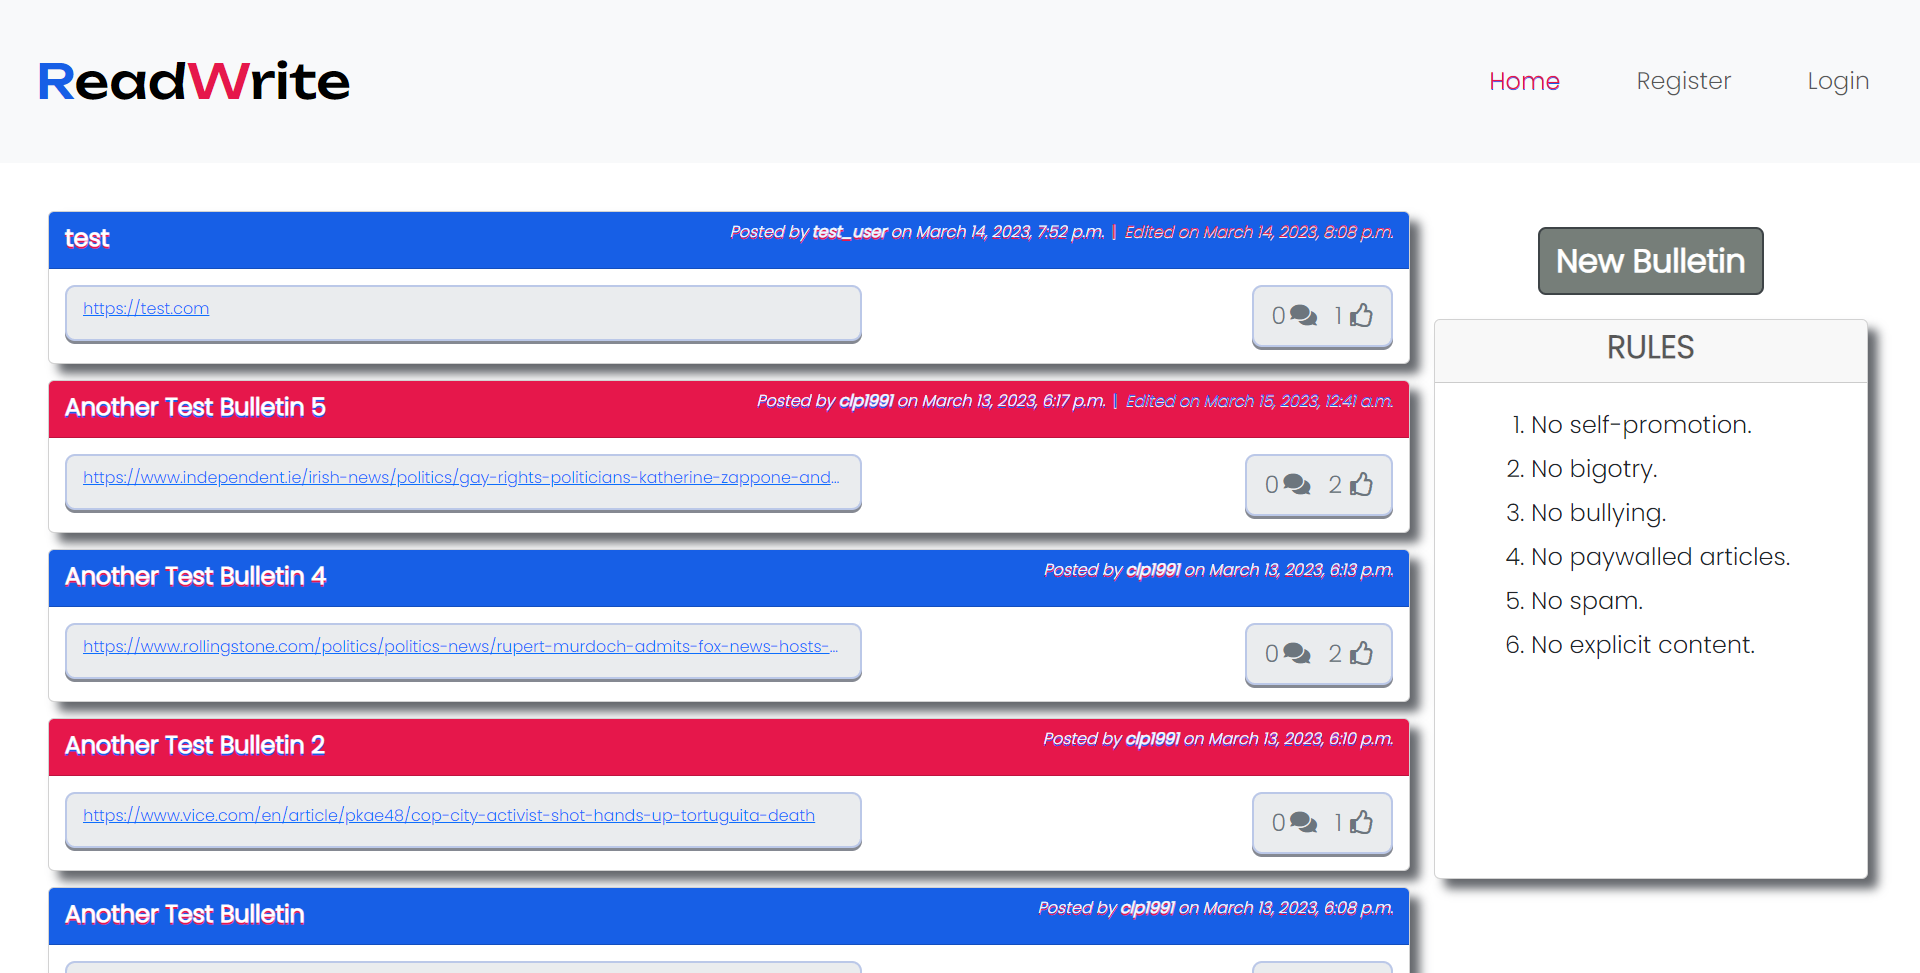 ReadWrite
Home Register Login
test
Posted by test_user on March 14, 2023, 7:52 p.m. | Edited on March 14, 2023, 8:08 p.m.
https://test.com
0 1
Another Test Bulletin 5
Posted by clp1991 on March 13, 2023, 6:17 p.m. | Edited on March 15, 2023, 12:41 a.m.
https://www.independent.ie/irish-news/politics/gay-rights-politicians-katherine-zappone-and...
0 2
Another Test Bulletin 4
Posted by clp1991 on March 13, 2023, 6:13 p.m.
https://www.rollingstone.com/politics/politics-news/rupert-murdoch-admits-fox-news-hosts-...
0 2
Another Test Bulletin 2
Posted by clp1991 on March 13, 2023, 6:10 p.m.
https://www.vice.com/en/article/pkae48/cop-city-activist-shot-hands-up-tortuguita-death
0 1
Another Test Bulletin
Posted by clp1991 on March 13, 2023, 6:08 p.m.
New Bulletin
RULES
1. No self-promotion.
2. No bigotry.
3. No bullying.
4. No paywalled articles.
5. No spam.
6. No explicit content.